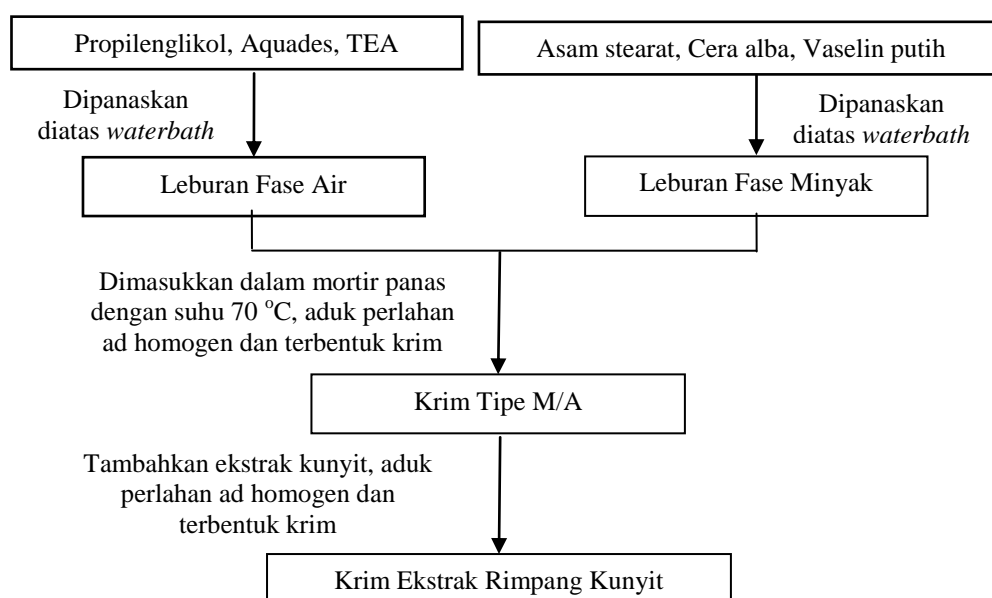 Propilenglikol, Aquades, TEA
Asam stearat, Cera alba, Vaselin putih
Dipanaskan
diatas waterbath
Dipanaskan
diatas waterbath
Leburan Fase Air
Leburan Fase Minyak
Dimasukkan dalam mortir panas
dengan suhu 70 °C, aduk perlahan
ad homogen dan terbentuk krim
Krim Tipe M/A
Tambahkan ekstrak kunyit, aduk
perlahan ad homogen dan
terbentuk krim
Krim Ekstrak Rimpang Kunyit